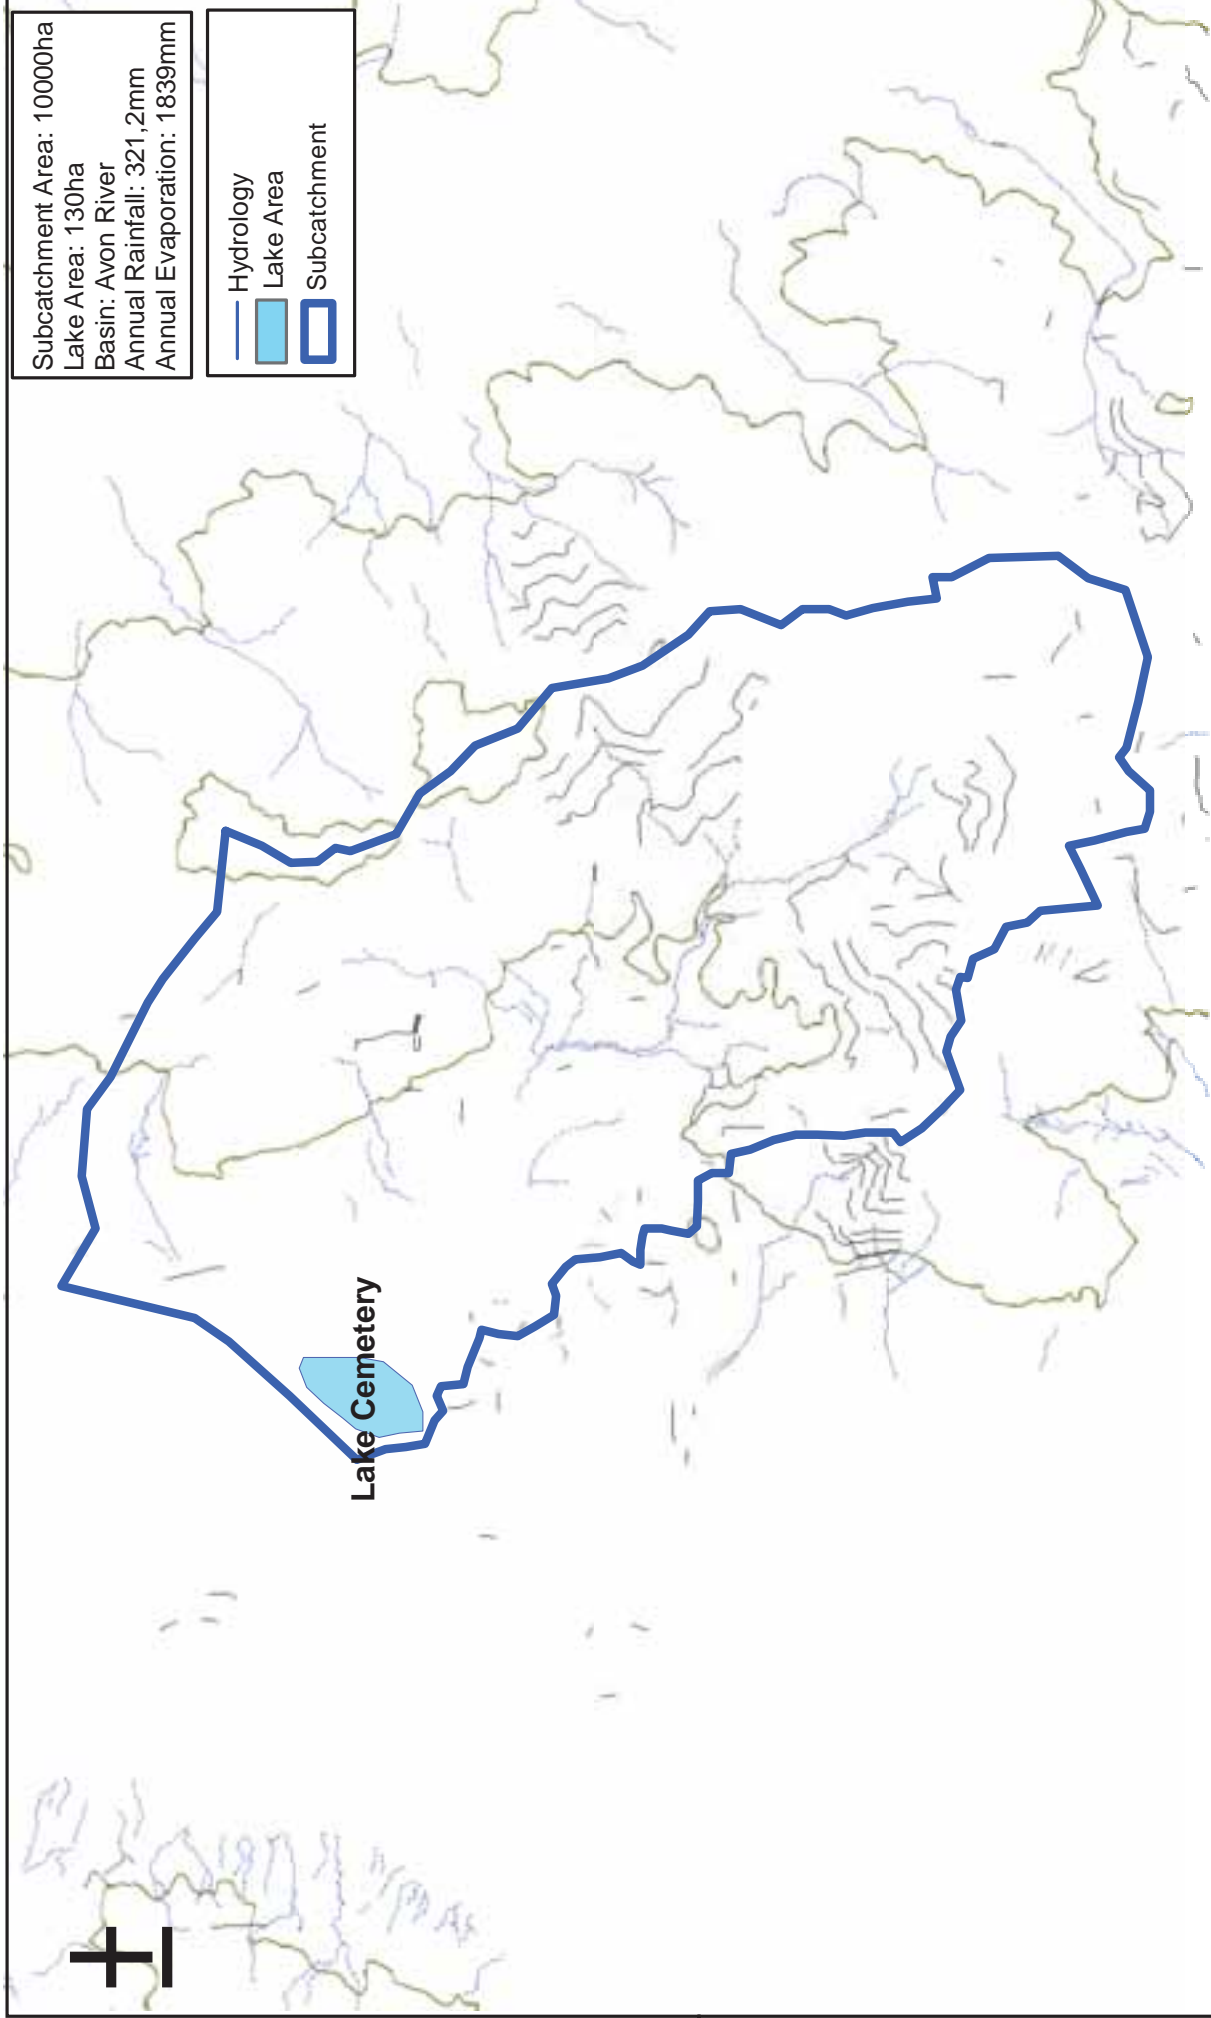 Subcatchment Area: 10000ha
Lake Area: 130ha
Basin: Avon River
Annual Rainfall: 321,2mm
Annual Evaporation: 1839mm
Hydrology
Lake Area
Subcatchment
Lake Cemetery